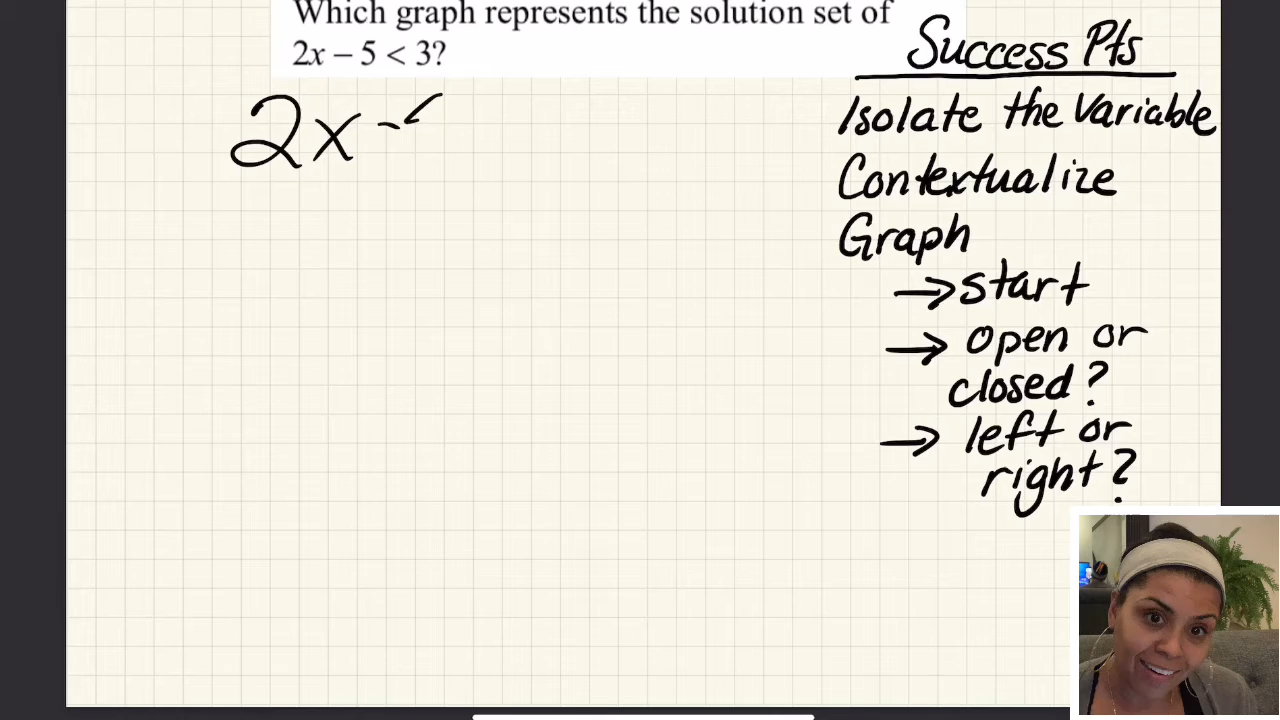 Which graph represents the solution set of
2x − 5 < 3?
Success Pts
Isolate the Variable
Contextualize
Graph
→ start
→ open or
closed?
→ left or
right?
2x -